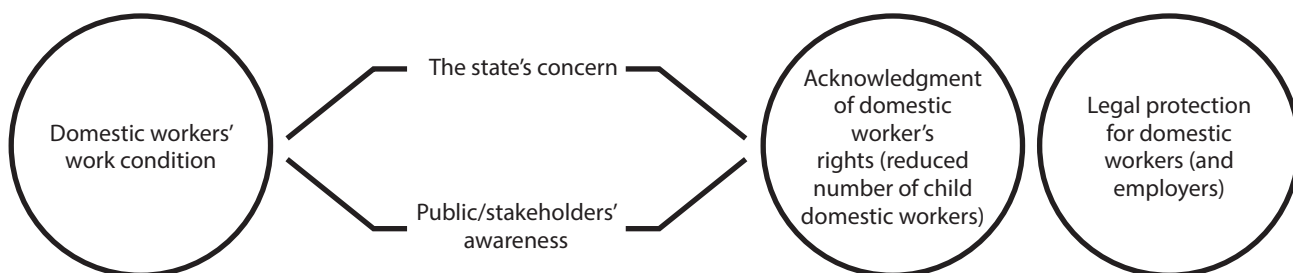 Domestic workers’
work condition
The state’s concern
Public/stakeholders’
awareness
Acknowledgment
of domestic
worker’s
rights (reduced
number of child
domestic workers)
Legal protection
for domestic
workers (and
employers)